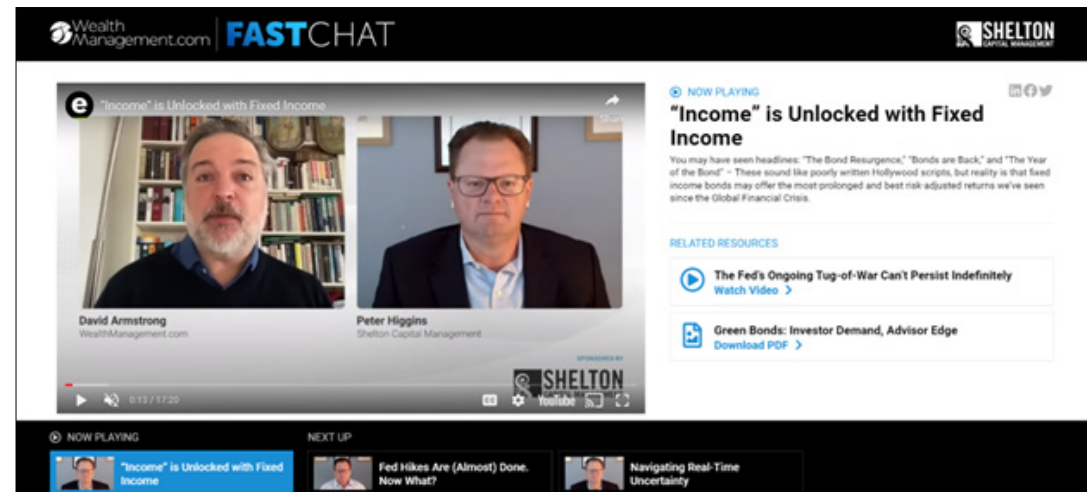 Wealth
Management.com
FASTCHAT
SHELTON
CAPITAL MANAGEMENT
e
"Income" is Unlocked with Fixed Income
Share
David Armstrong
WealthManagement.com
Peter Higgins
Shelton Capital Management
SPONSORED BY
SHELTON
0:13 / 17:20
CC
YouTube
NOW PLAYING
“Income” is Unlocked with Fixed
Income
You may have seen headlines: "The Bond Resurgence," "Bonds are Back," and "The Year
of the Bond" – These sound like poorly written Hollywood scripts, but reality is that fixed
income bonds may offer the most-prolonged and best risk adjusted returns we've seen
since the Global Financial Crisis.
RELATED RESOURCES
The Fed's Ongoing Tug-of-War Can't Persist Indefinitely
Watch Video >
Green Bonds: Investor Demand, Advisor Edge
Download PDF >
NOW PLAYING
NEXT UP
"Income" is Unlocked with Fixed
Income
Fed Hikes Are (Almost) Done.
Now What?
Navigating Real-Time
Uncertainty